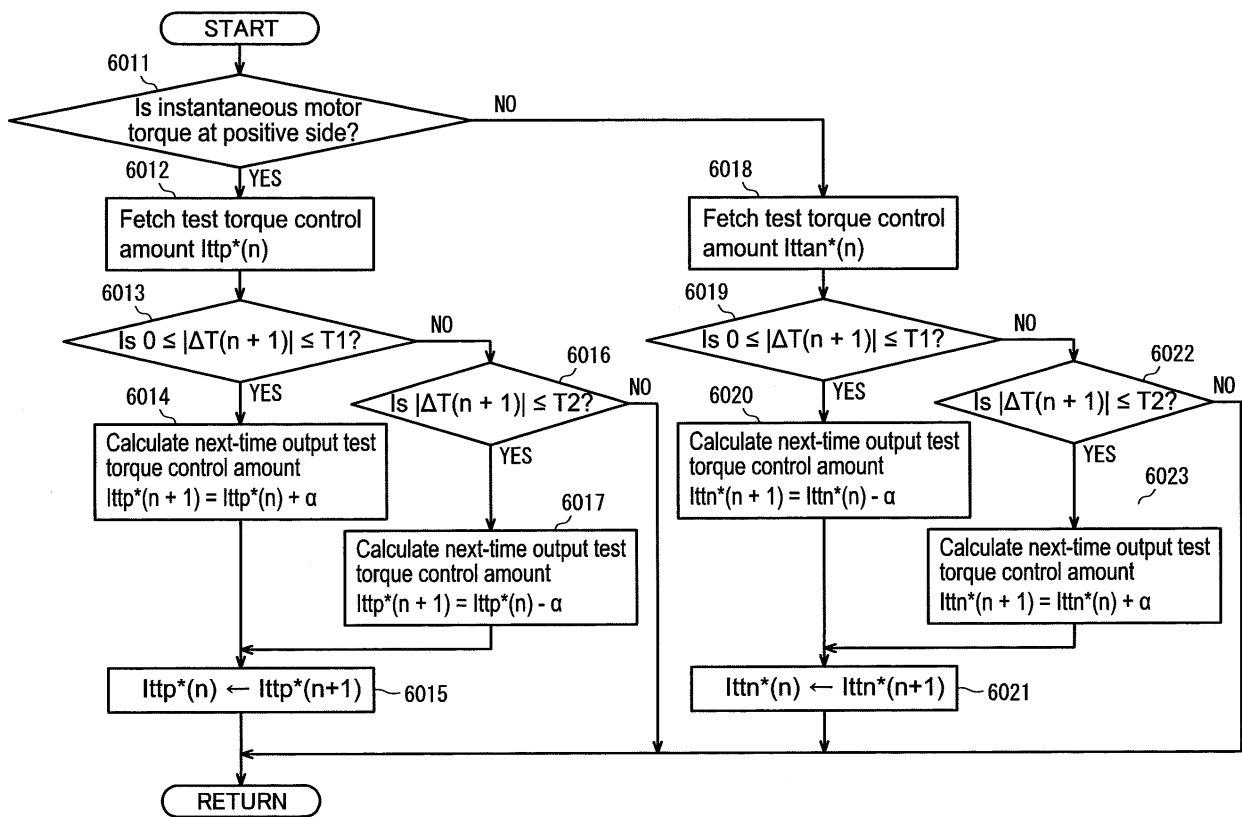 START
6011
Is instantaneous motor
torque at positive side?
NO
YES
6012
Fetch test torque control
amount Ittp*(n)
6013
Is 0 ≤ |ΔT(n + 1)| ≤ T1?
NO
YES
6014
Calculate next-time output test
torque control amount
Ittp*(n + 1) = Ittp*(n) + α
6016
Is |ΔT(n + 1)| ≤ T2?
NO
YES
6017
Calculate next-time output test
torque control amount
Ittp*(n + 1) = Ittp*(n) - α
Ittp*(n) ← Ittp*(n+1)
6015
6018
Fetch test torque control
amount Ittan*(n)
6019
Is 0 ≤ |ΔT(n + 1)| ≤ T1?
NO
YES
6020
Calculate next-time output test
torque control amount
Ittn*(n + 1) = Ittn*(n) - α
6022
Is |ΔT(n + 1)| ≤ T2?
NO
YES
6023
Calculate next-time output test
torque control amount
Ittn*(n + 1) = Ittn*(n) + α
Ittn*(n) ← Ittn*(n+1)
6021
RETURN